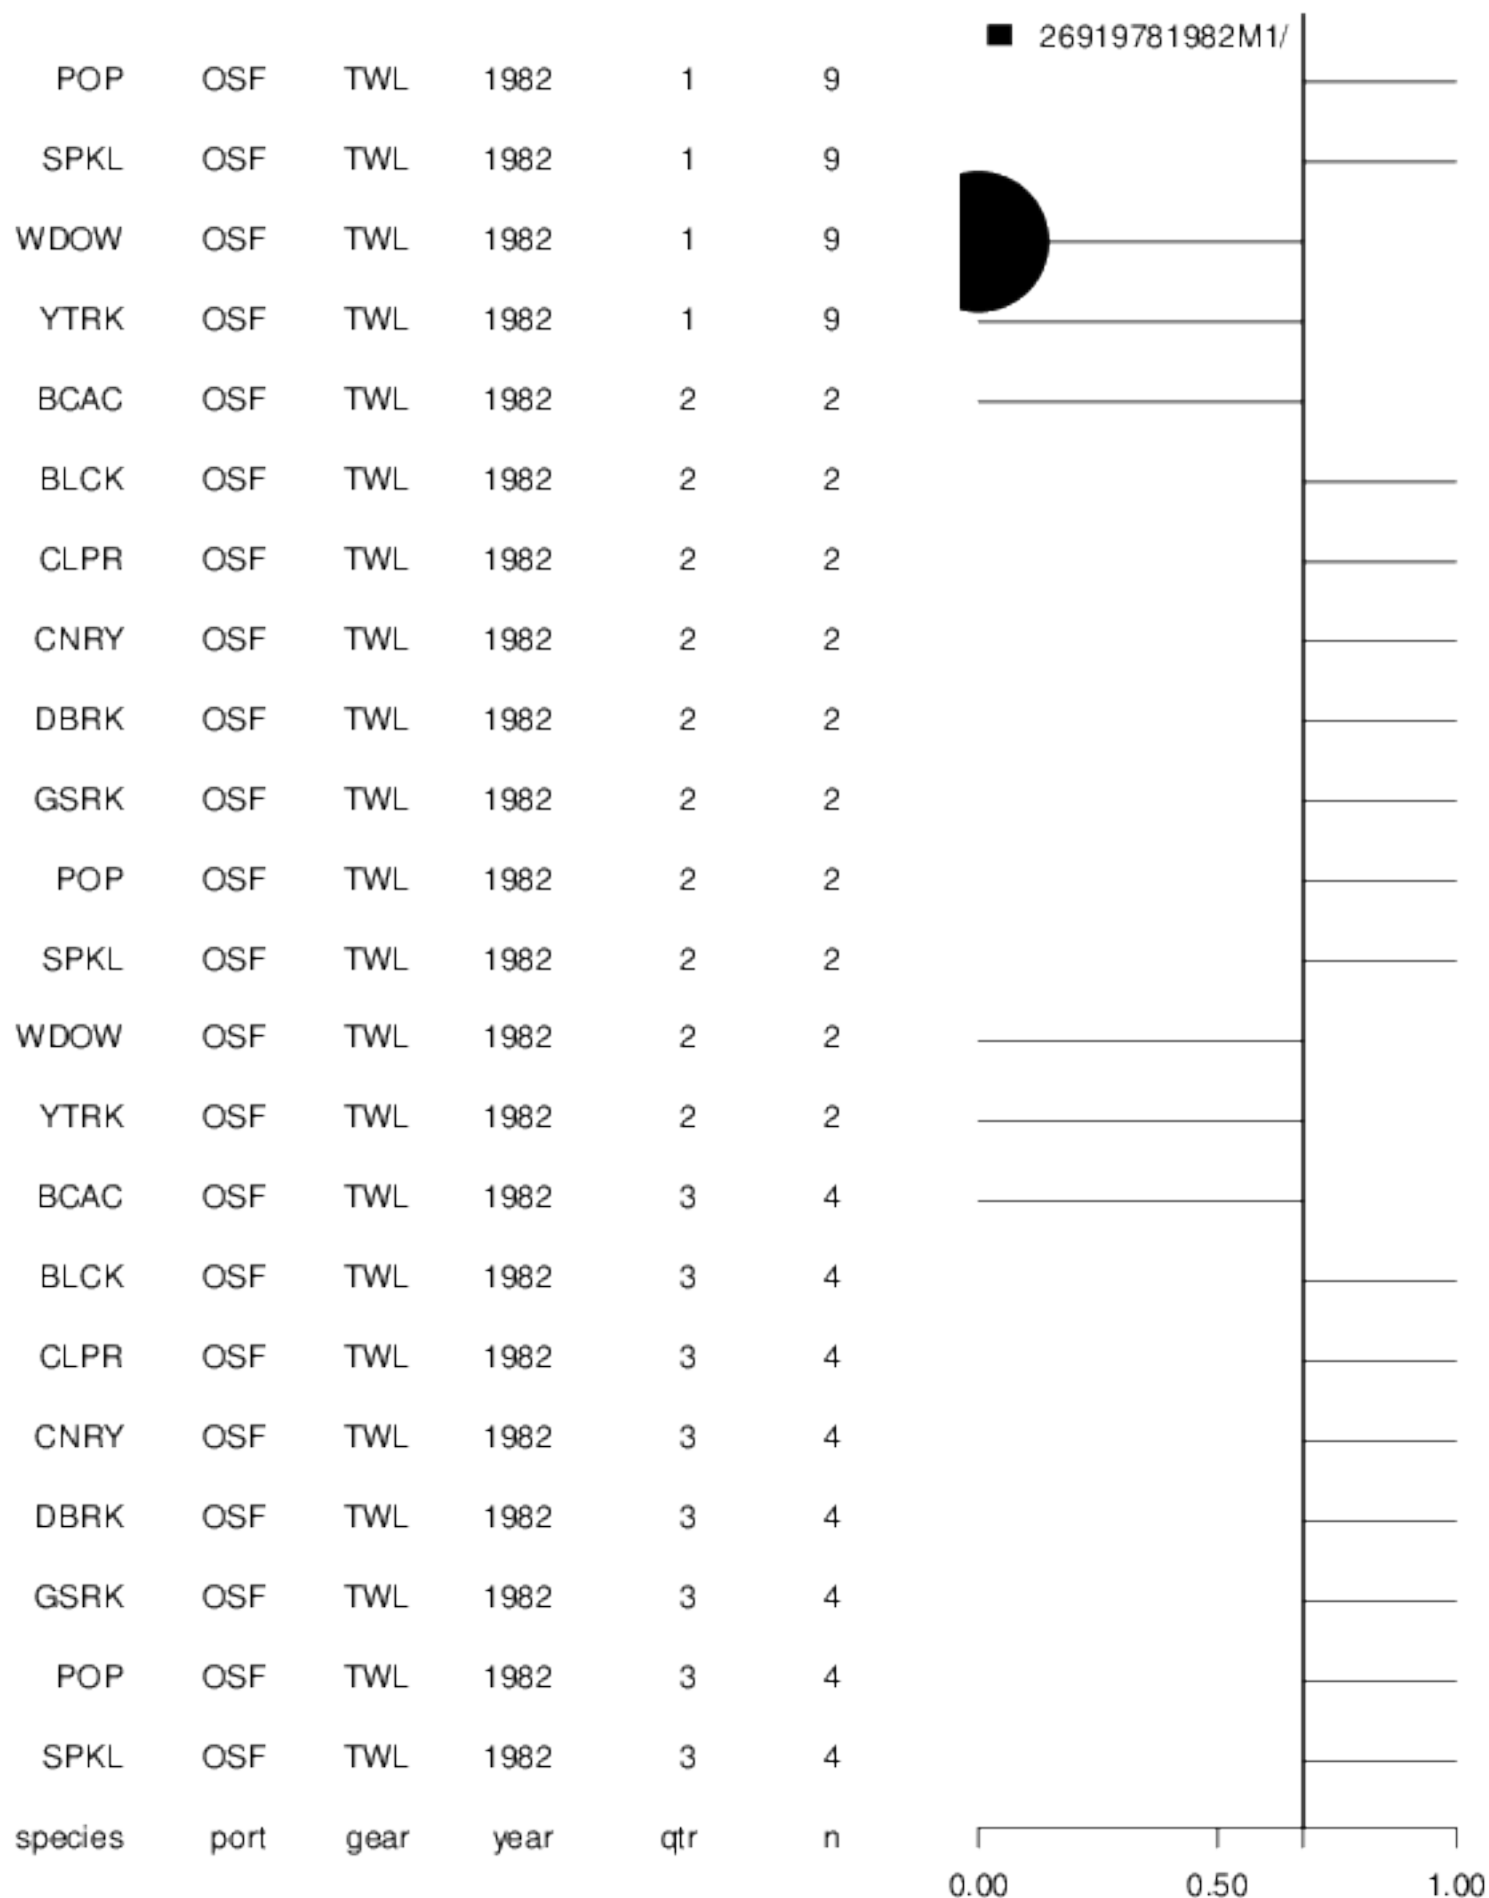 26919781982M1/
POP OSF TWL 1982 1 9
SPKL OSF TWL 1982 1 9
WDOW OSF TWL 1982 1 9
YTRK OSF TWL 1982 1 9
BCAC OSF TWL 1982 2 2
BLCK OSF TWL 1982 2 2
CLPR OSF TWL 1982 2 2
CNRY OSF TWL 1982 2 2
DBRK OSF TWL 1982 2 2
GSRK OSF TWL 1982 2 2
POP OSF TWL 1982 2 2
SPKL OSF TWL 1982 2 2
WDOW OSF TWL 1982 2 2
YTRK OSF TWL 1982 2 2
BCAC OSF TWL 1982 3 4
BLCK OSF TWL 1982 3 4
CLPR OSF TWL 1982 3 4
CNRY OSF TWL 1982 3 4
DBRK OSF TWL 1982 3 4
GSRK OSF TWL 1982 3 4
POP OSF TWL 1982 3 4
SPKL OSF TWL 1982 3 4
species port gear year qtr n
0.00 0.50 1.00